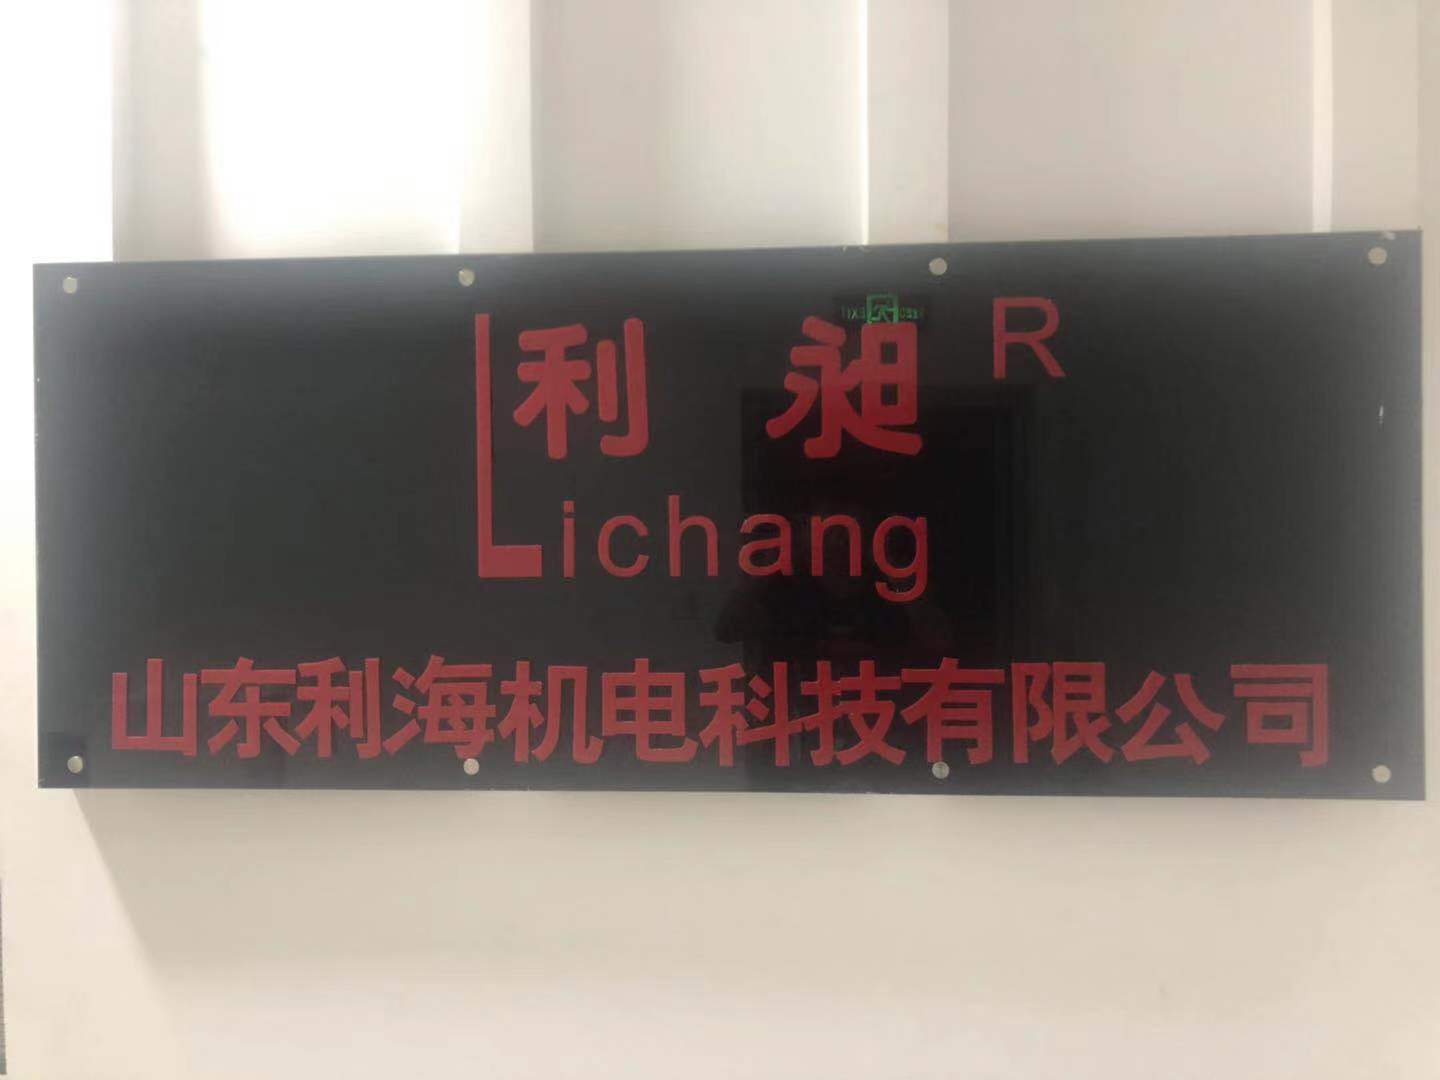 利昶 R
Lichang
山东利海机电科技有限公司